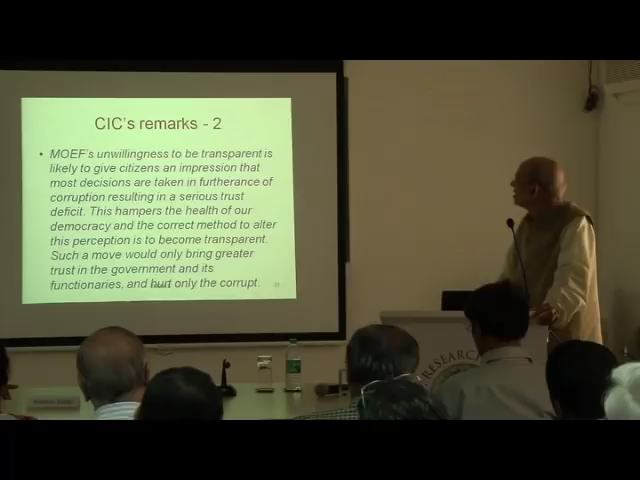 CIC's remarks - 2
• MOEF's unwillingness to be transparent is
likely to give citizens an impression that
most decisions are taken in furtherance of
corruption resulting in a serious trust
deficit. This hampers the health of our
democracy and the correct method to alter
this perception is to become transparent.
Such a move would only bring greater
trust in the government and its
functionaries, and hurt only the corrupt.
RESEARCH